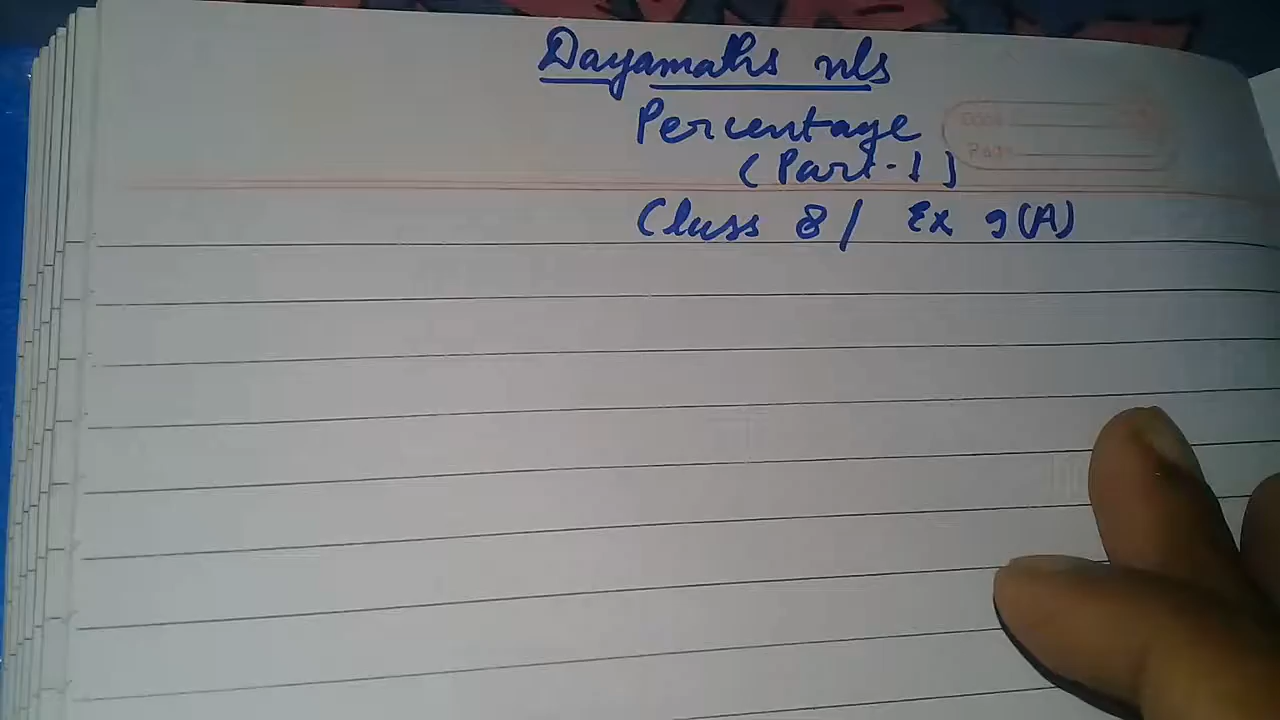 Dayamaths nls
Percentage
(Part-1)
Class 8/ Ex 9(A)